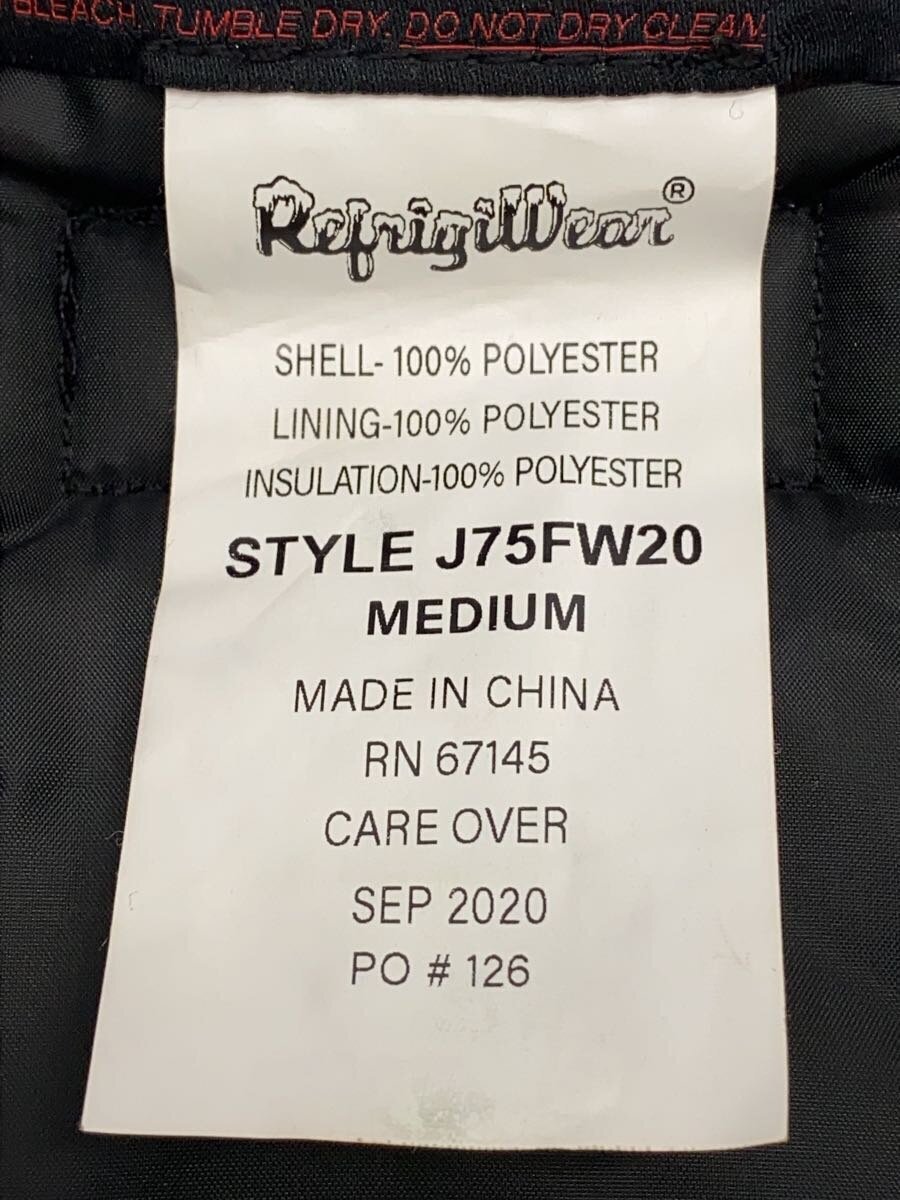 BLEACH. TUMBLE DRY. DO NOT DRY CLEAN.
RefrigiWear®
SHELL- 100% POLYESTER
LINING-100% POLYESTER
INSULATION-100% POLYESTER
STYLE J75FW20
MEDIUM
MADE IN CHINA
RN 67145
CARE OVER
SEP 2020
PO # 126